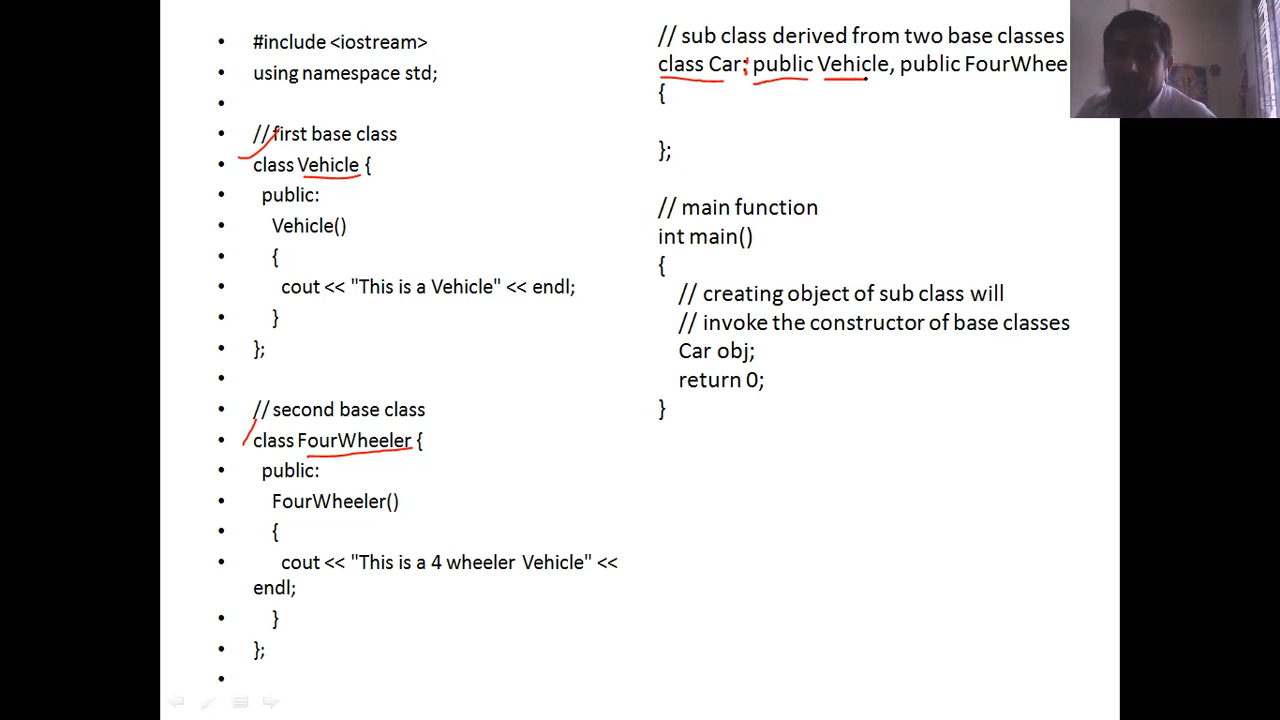 #include <iostream>
using namespace std;
//first base class
class Vehicle {
public:
Vehicle()
{
cout << "This is a Vehicle" << endl;
}
};
//second base class
class FourWheeler {
public:
FourWheeler()
{
cout << "This is a 4 wheeler Vehicle" <<
endl;
}
};
// sub class derived from two base classes
class Car: public Vehicle, public FourWhee
{
};
// main function
int main()
{
// creating object of sub class will
// invoke the constructor of base classes
Car obj;
return 0;
}